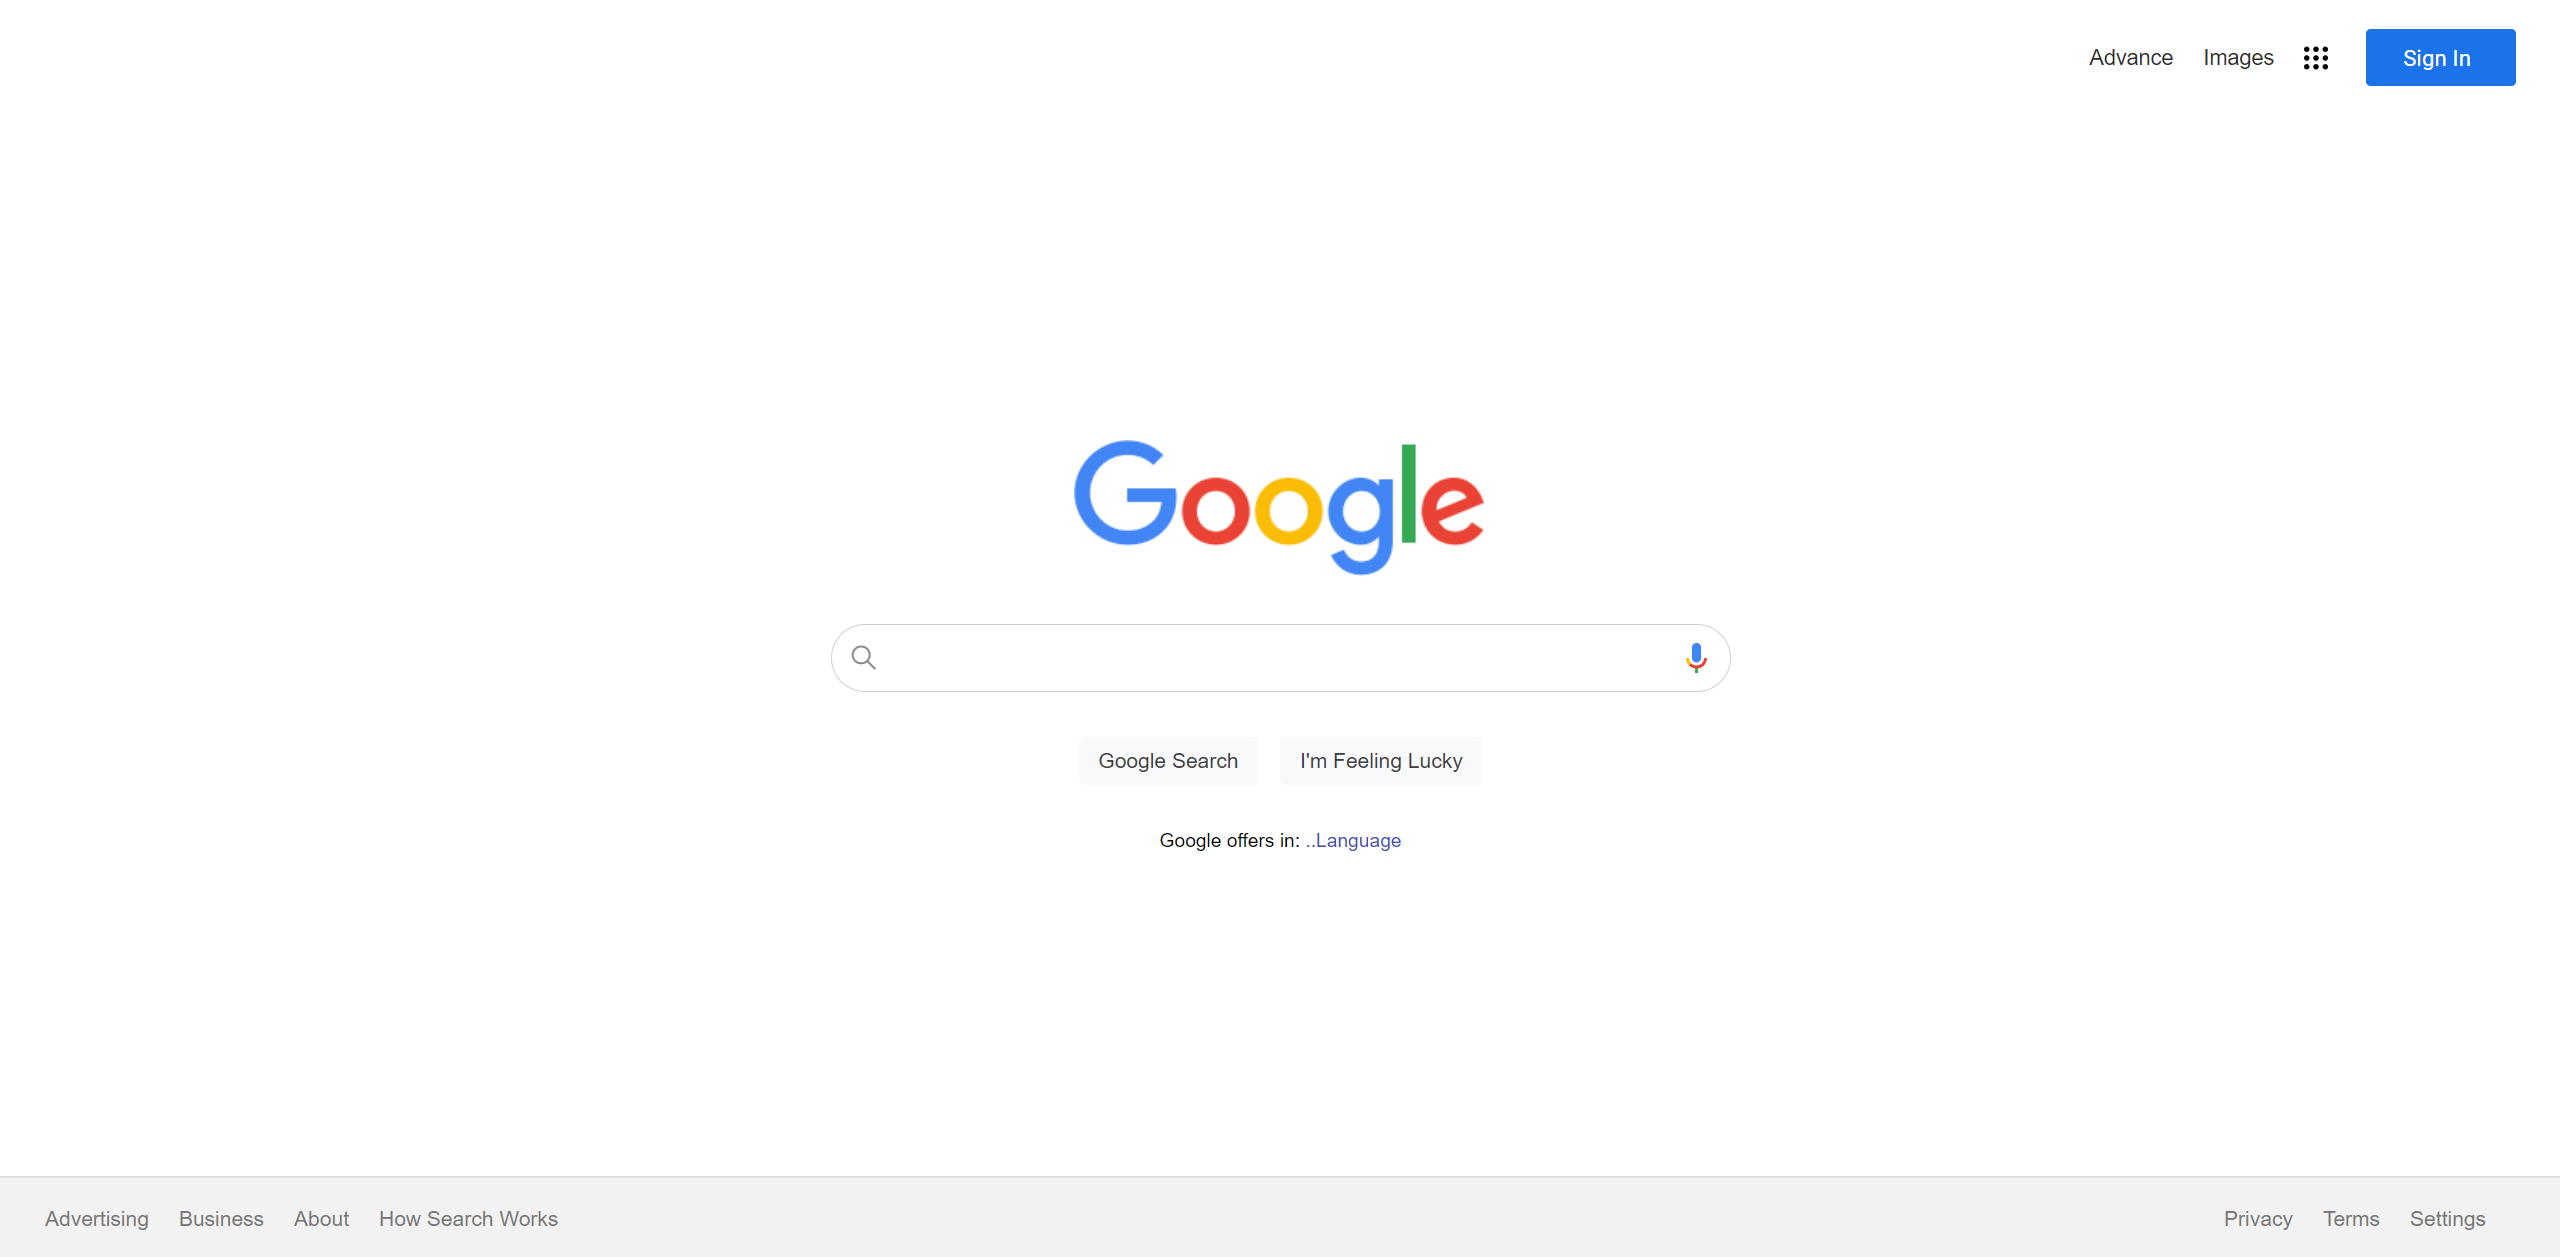 Advance Images Sign In
Google
Google Search I'm Feeling Lucky
Google offers in: ..Language
Advertising Business About How Search Works Privacy Terms Settings